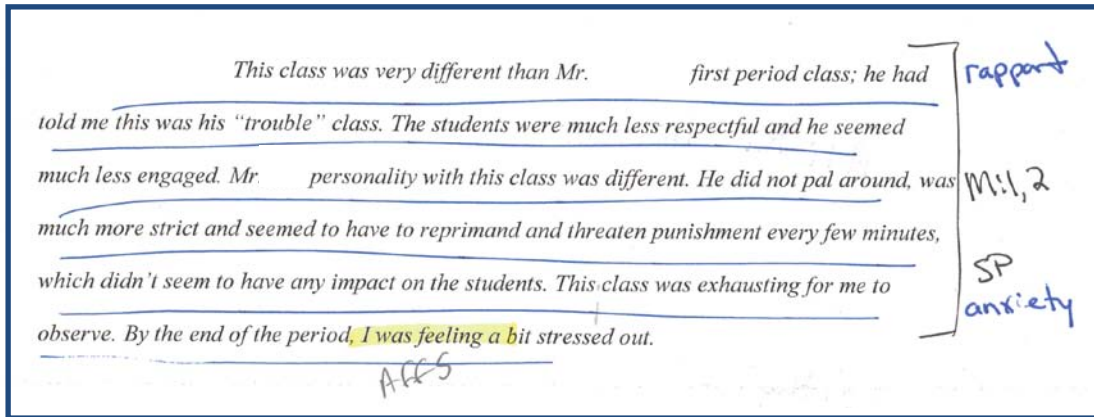 This class was very different than Mr. first period class; he had
rapport
told me this was his “trouble” class. The students were much less respectful and he seemed
much less engaged. Mr. personality with this class was different. He did not pal around, was
M:1,2
much more strict and seemed to have to reprimand and threaten punishment every few minutes,
which didn’t seem to have any impact on the students. This class was exhausting for me to
SP
anxiety
observe. By the end of the period, I was feeling a bit stressed out.
AFFS